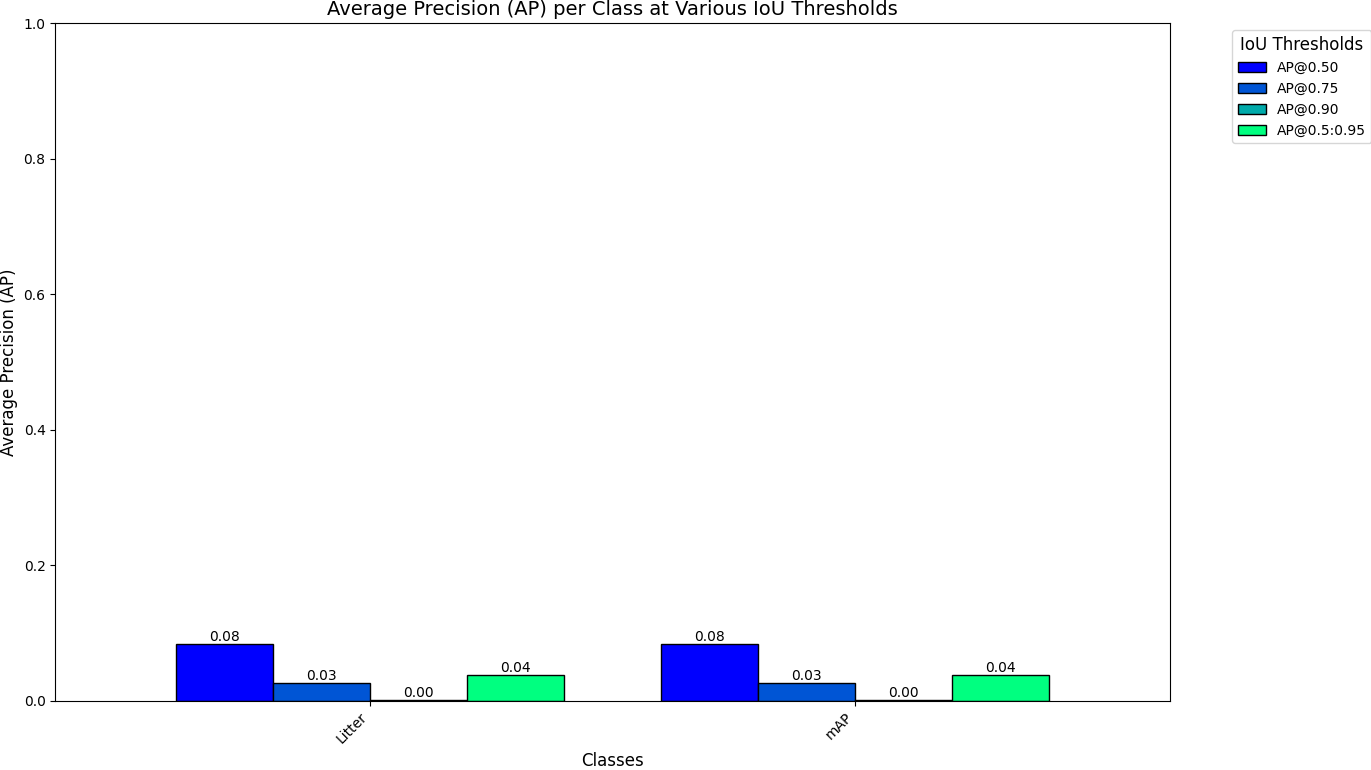 Average Precision (AP) per Class at Various IoU Thresholds
IoU Thresholds
AP@0.50
AP@0.75
AP@0.90
AP@0.5:0.95
Average Precision (AP)
1.0
0.8
0.6
0.4
0.2
0.0
0.08
0.03
0.00
0.04
0.08
0.03
0.00
0.04
Litter
mAP
Classes